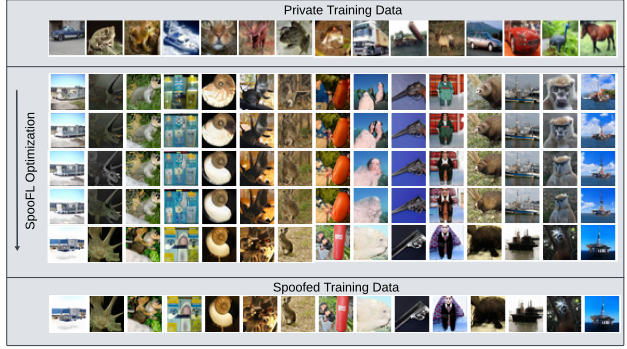 Private Training Data
SpooFL Optimization
Spoofed Training Data